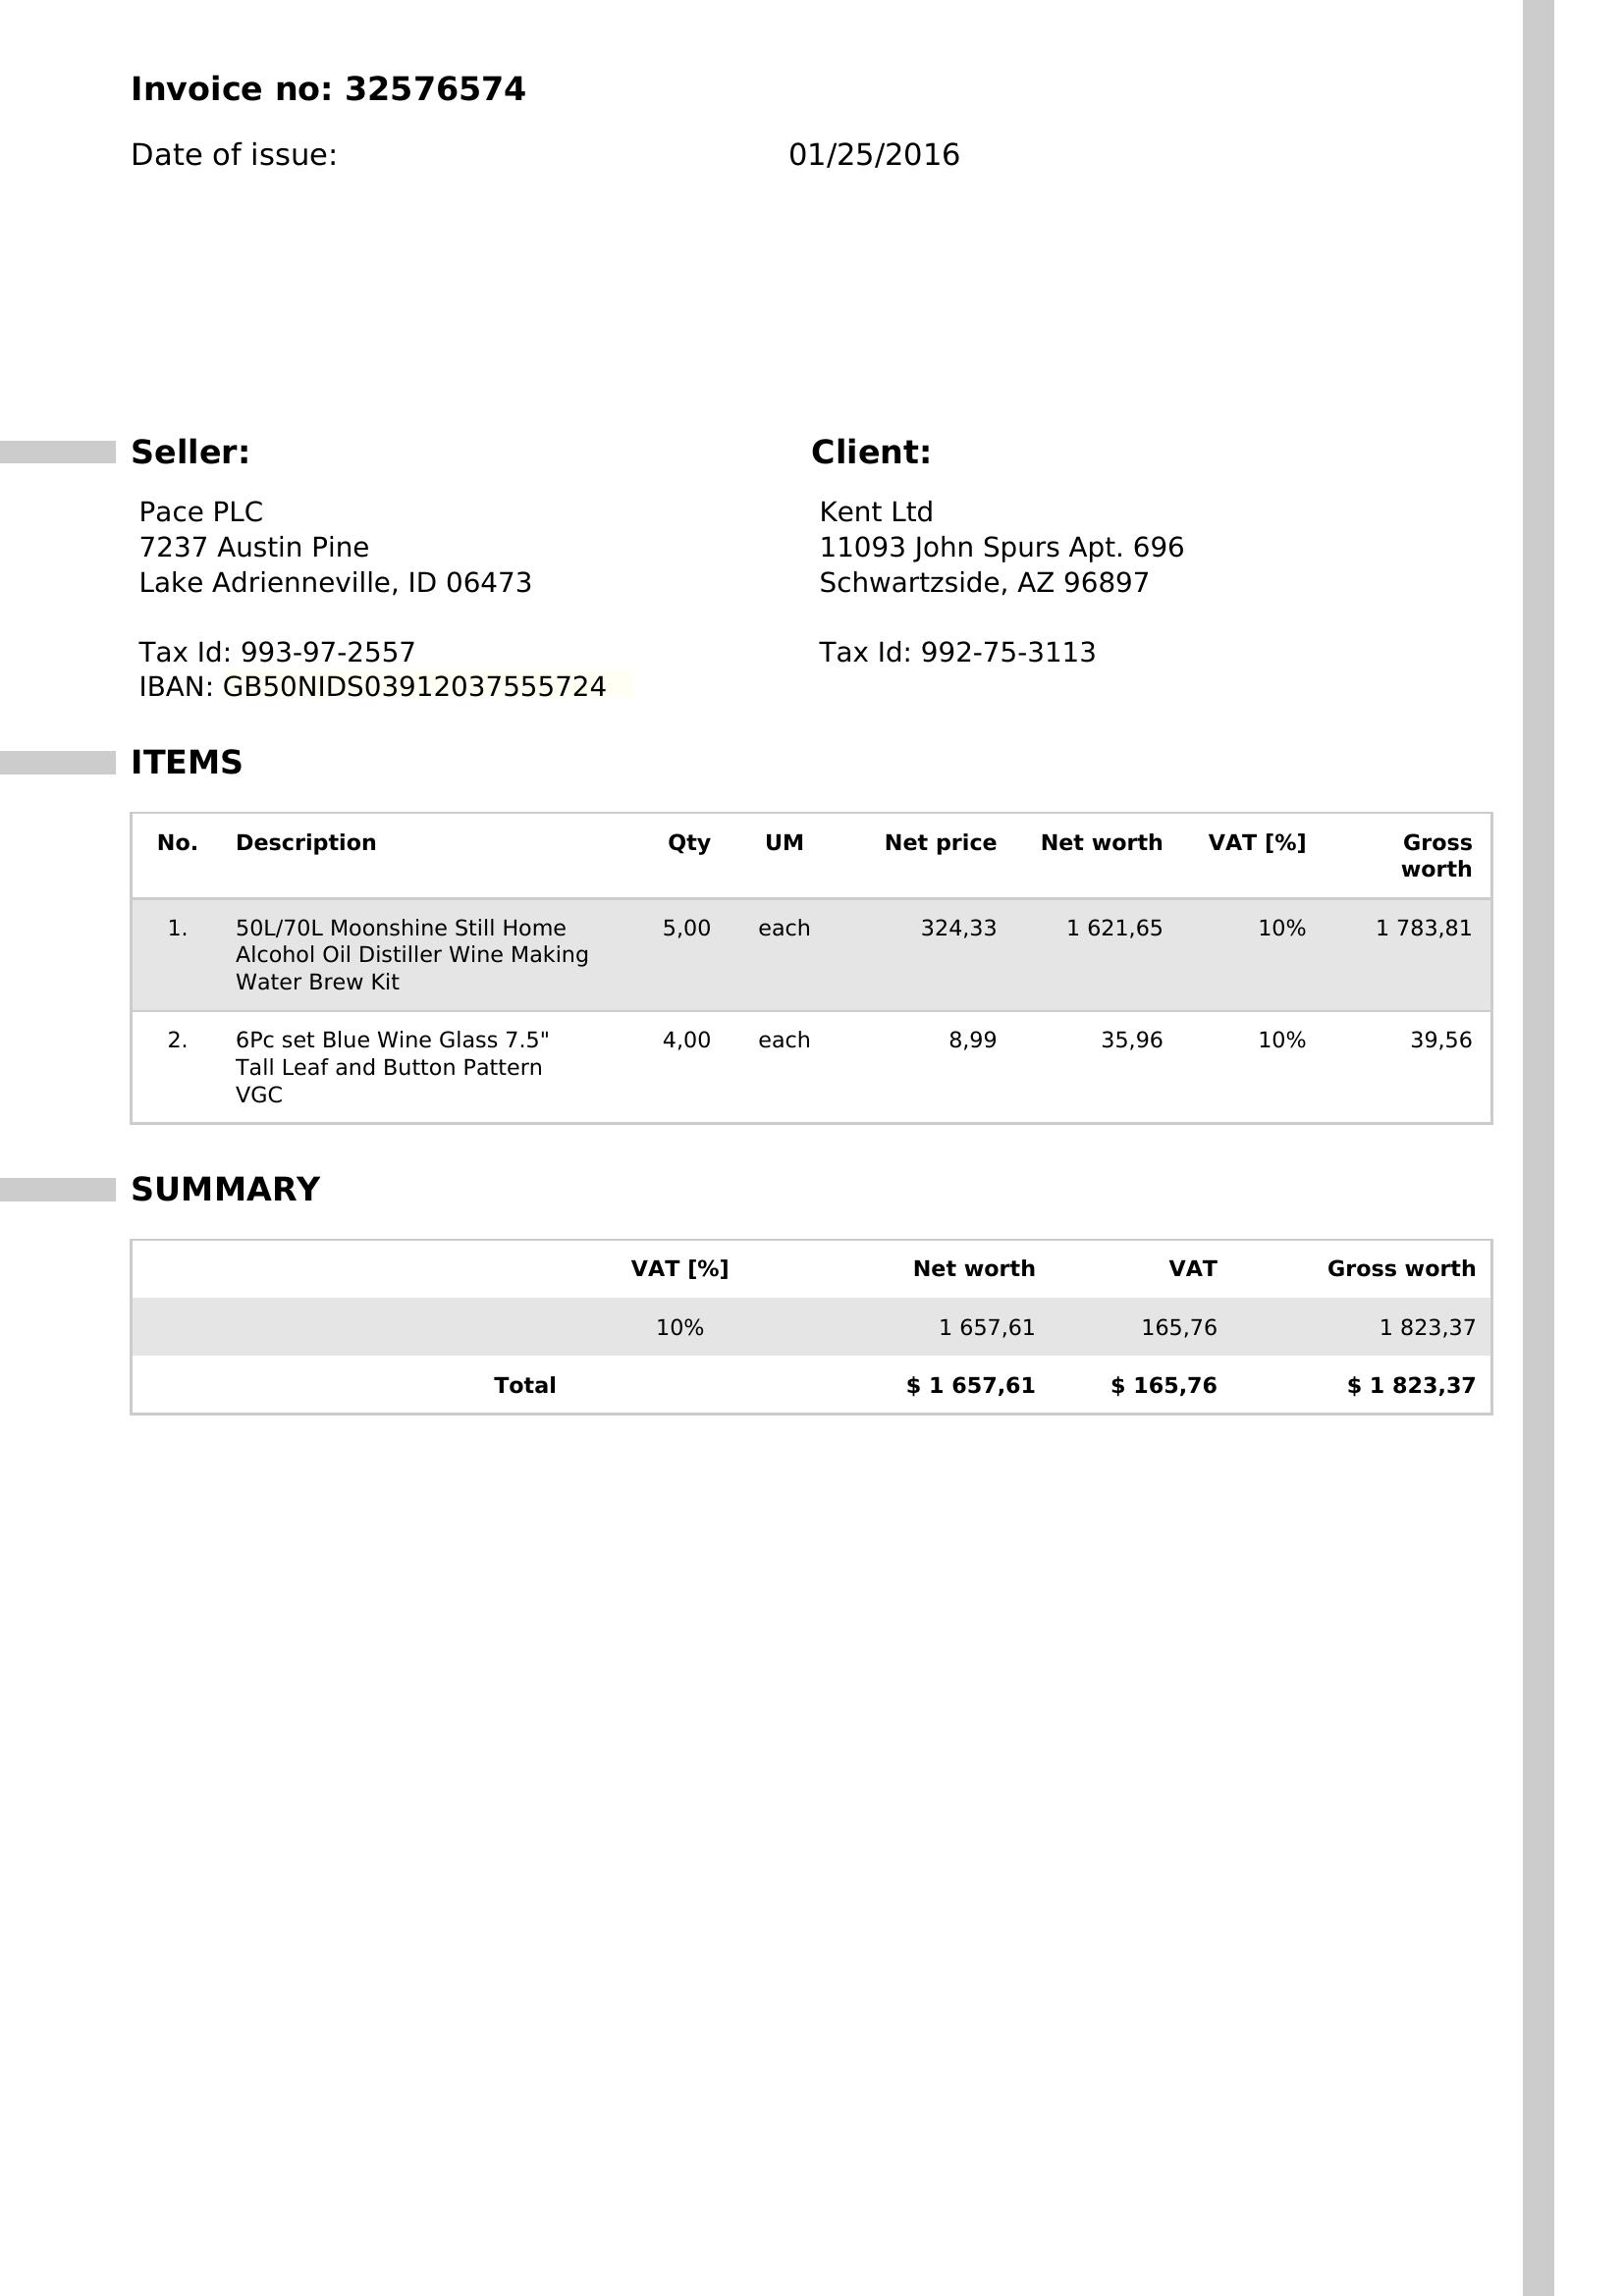 Invoice no: 32576574
Date of issue: 01/25/2016
Seller:
Pace PLC
7237 Austin Pine
Lake Adrienneville, ID 06473
Tax Id: 993-97-2557
IBAN: GB50NIDS03912037555724
Client:
Kent Ltd
11093 John Spurs Apt. 696
Schwartzside, AZ 96897
Tax Id: 992-75-3113
ITEMS
No. Description Qty UM Net price Net worth VAT [%] Gross
worth
1. 50L/70L Moonshine Still Home 5,00 each 324,33 1 621,65 10% 1 783,81
Alcohol Oil Distiller Wine Making
Water Brew Kit
2. 6Pc set Blue Wine Glass 7.5" 4,00 each 8,99 35,96 10% 39,56
Tall Leaf and Button Pattern
VGC
SUMMARY
VAT [%] Net worth VAT Gross worth
10% 1 657,61 165,76 1 823,37
Total $ 1 657,61 $ 165,76 $ 1 823,37